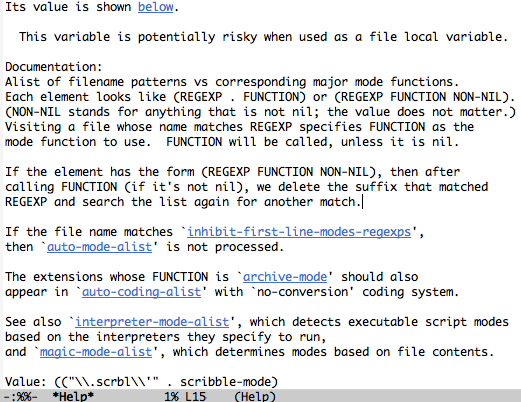 Its value is shown below.
This variable is potentially risky when used as a file local variable.
Documentation:
Alist of filename patterns vs corresponding major mode functions.
Each element looks like (REGEXP . FUNCTION) or (REGEXP FUNCTION NON-NIL).
(NON-NIL stands for anything that is not nil; the value does not matter.)
Visiting a file whose name matches REGEXP specifies FUNCTION as the
mode function to use.  FUNCTION will be called, unless it is nil.
If the element has the form (REGEXP FUNCTION NON-NIL), then after
calling FUNCTION (if it's not nil), we delete the suffix that matched
REGEXP and search the list again for another match.
If the file name matches `inhibit-first-line-modes-regexps',
then `auto-mode-alist' is not processed.
The extensions whose FUNCTION is `archive-mode' should also
appear in `auto-coding-alist' with `no-conversion' coding system.
See also `interpreter-mode-alist', which detects executable script modes
based on the interpreters they specify to run,
and `magic-mode-alist', which determines modes based on file contents.
Value: (("\\.scrbl\\'" . scribble-mode)
-:%%-  *Help*  1% L15  (Help)